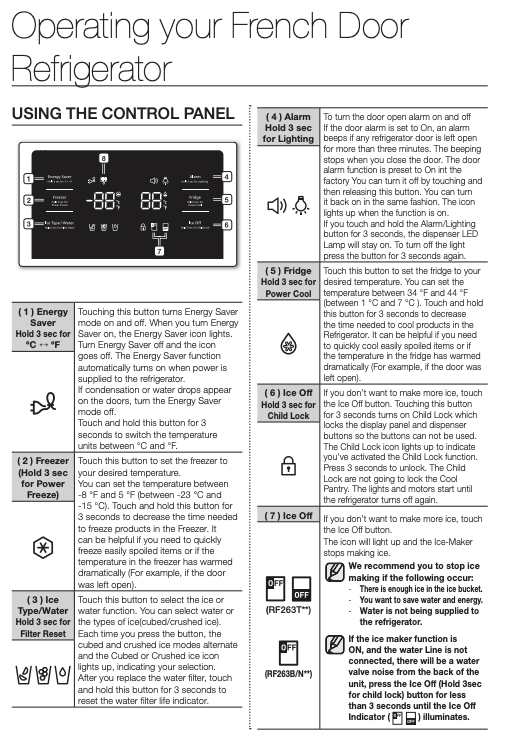 Operating your French Door
Refrigerator
USING THE CONTROL PANEL
8
1
2
3
4
5
6
7
Energy Saver
Freezer
Ice Type/ Water
Alarm
Fridge
Ice Off
( 1 ) Energy
Saver
Hold 3 sec for
ºC ↔ ºF
Touching this button turns Energy Saver
mode on and off. When you turn Energy
Saver on, the Energy Saver icon lights.
Turn Energy Saver off and the icon
goes off. The Energy Saver function
automatically turns on when power is
supplied to the refrigerator.
If condensation or water drops appear
on the doors, turn the Energy Saver
mode off.
Touch and hold this button for 3
seconds to switch the temperature
units between °C and °F.
( 2 ) Freezer
(Hold 3 sec
for Power
Freeze)
Touch this button to set the freezer to
your desired temperature.
You can set the temperature between
-8 °F and 5 °F (between -23 °C and
-15 °C). Touch and hold this button for
3 seconds to decrease the time needed
to freeze products in the Freezer. It
can be helpful if you need to quickly
freeze easily spoiled items or if the
temperature in the freezer has warmed
dramatically (For example, if the door
was left open).
( 3 ) Ice
Type/Water
Hold 3 sec for
Filter Reset
Touch this button to select the ice or
water function. You can select water or
the types of ice(cubed/crushed ice).
Each time you press the button, the
cubed and crushed ice modes alternate
and the Cubed or Crushed ice icon
lights up, indicating your selection.
After you replace the water filter, touch
and hold this button for 3 seconds to
reset the water filter life indicator.
( 4 ) Alarm
Hold 3 sec
for Lighting
To turn the door open alarm on and off
If the door alarm is set to On, an alarm
beeps if any refrigerator door is left open
for more than three minutes. The beeping
stops when you close the door. The door
alarm function is preset to On int the
factory You can turn it off by touching and
then releasing this button. You can turn
it back on in the same fashion. The icon
lights up when the function is on.
If you touch and hold the Alarm/Lighting
button for 3 seconds, the dispenser LED
Lamp will stay on. To turn off the light
press the button for 3 seconds again.
( 5 ) Fridge
Hold 3 sec for
Power Cool
Touch this button to set the fridge to your
desired temperature. You can set the
temperature between 34 °F and 44 °F
(between 1 °C and 7 °C ). Touch and hold
this button for 3 seconds to decrease
the time needed to cool products in the
Refrigerator. It can be helpful if you need
to quickly cool easily spoiled items or if
the temperature in the fridge has warmed
dramatically (For example, if the door was
left open).
( 6 ) Ice Off
Hold 3 sec for
Child Lock
If you don't want to make more ice, touch
the Ice Off button. Touching this button
for 3 seconds turns on Child Lock which
locks the display panel and dispenser
buttons so the buttons can not be used.
The Child Lock icon lights up to indicate
you've activated the Child Lock function.
Press 3 seconds to unlock. The Child
Lock are not going to lock the Cool
Pantry. The lights and motors start until
the refrigerator turns off again.
( 7 ) Ice Off
OFF
OFF
(RF263T**)
OFF
(RF263B/N**)
If you don't want to make more ice, touch
the Ice Off button.
The icon will light up and the Ice-Maker
stops making ice.
We recommend you to stop ice
making if the following occur:
- There is enough ice in the ice bucket.
- You want to save water and energy.
- Water is not being supplied to
the refrigerator.
If the ice maker function is
ON, and the water Line is not
connected, there will be a water
valve noise from the back of the
unit, press the Ice Off (Hold 3sec
for child lock) button for less
than 3 seconds until the Ice Off
Indicator ( OFF OFF ) illuminates.